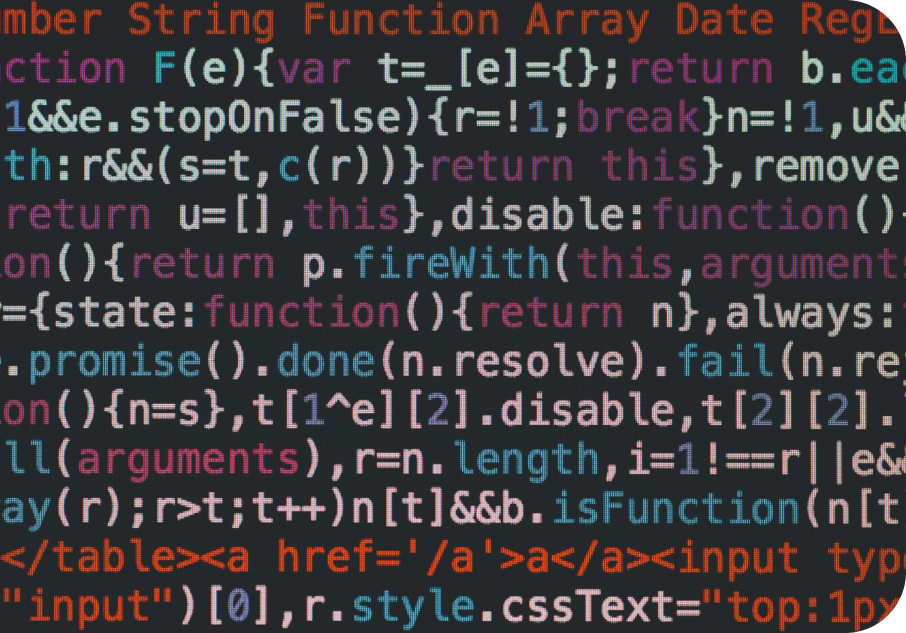 mber String Function Array Date Reg
ction F(e){var t=_[e]={};return b.ea
1&&e.stopOnFalse){r=!1;break}n=!1,u&
th:r&&(s=t,c(r))}return this},remove
return u=[],this},disable:function()
on(){return p.fireWith(this,argument
={state:function(){return n},always:
.promise().done(n.resolve).fail(n.re
on(){n=s},t[1^e][2].disable,t[2][2].
ll(arguments),r=n.length,i=1!==r||e&
ay(r);r>t;t++)n[t]&&b.isFunction(n[t
</table><a href='/a'>a</a><input typ
"input")[0],r.style.cssText="top:1px